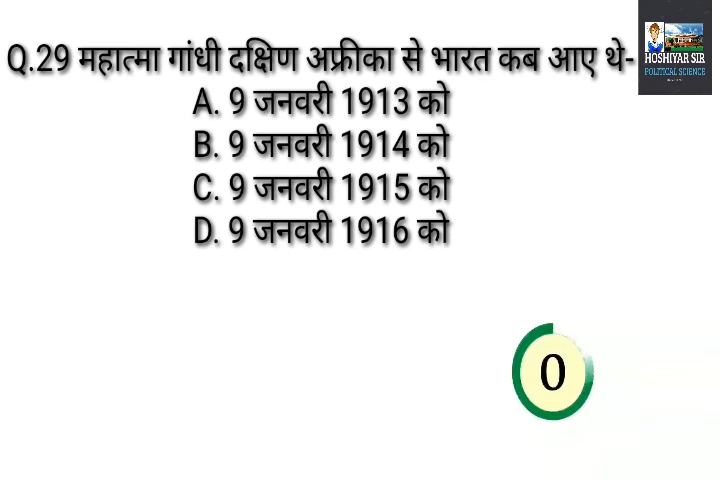 Q.29 महात्मा गांधी दक्षिण अफ्रीका से भारत कब आए थे-
A. 9 जनवरी 1913 को
B. 9 जनवरी 1914 को
C. 9 जनवरी 1915 को
D. 9 जनवरी 1916 को
HOSHIYAR SIR
POLITICAL SCIENCE
0